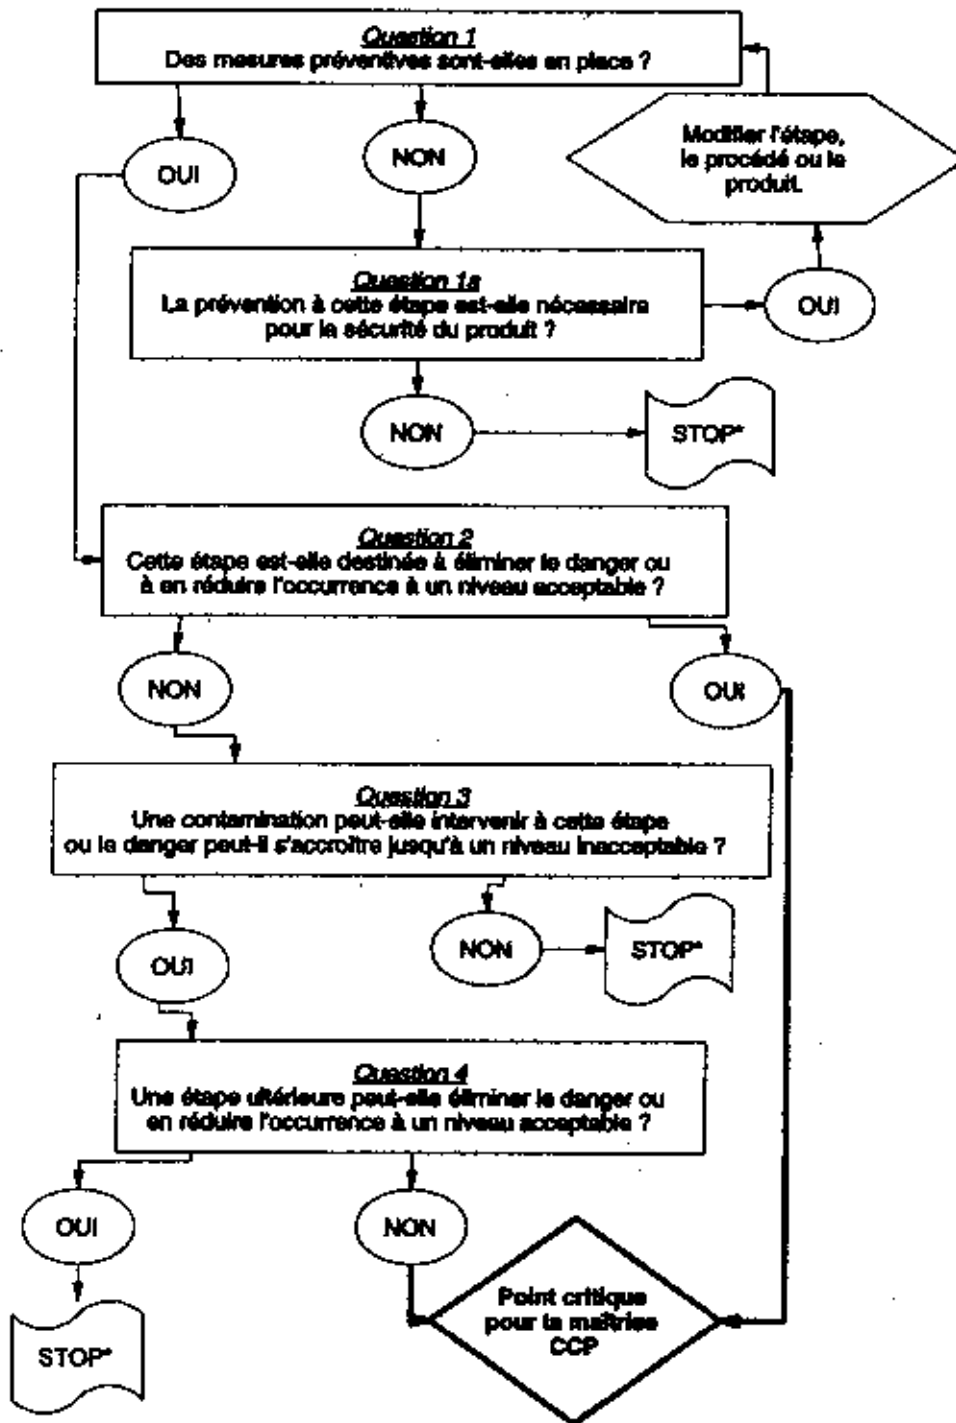 Question 1
Des mesures préventives sont-elles en place ?
Modifier l'étape,
le procédé ou le
produit.
OUI
NON
Question 1a
La prévention à cette étape est-elle nécessaire
pour la sécurité du produit ?
OUI
NON
STOP*
Question 2
Cette étape est-elle destinée à éliminer le danger ou
à en réduire l'occurrence à un niveau acceptable ?
NON
OUI
Question 3
Une contamination peut-elle intervenir à cette étape
ou le danger peut-il s'accroître jusqu'à un niveau inacceptable ?
OUI
NON
STOP*
Question 4
Une étape ultérieure peut-elle éliminer le danger ou
en réduire l'occurrence à un niveau acceptable ?
OUI
NON
STOP*
Point critique
pour la maîtrise
CCP